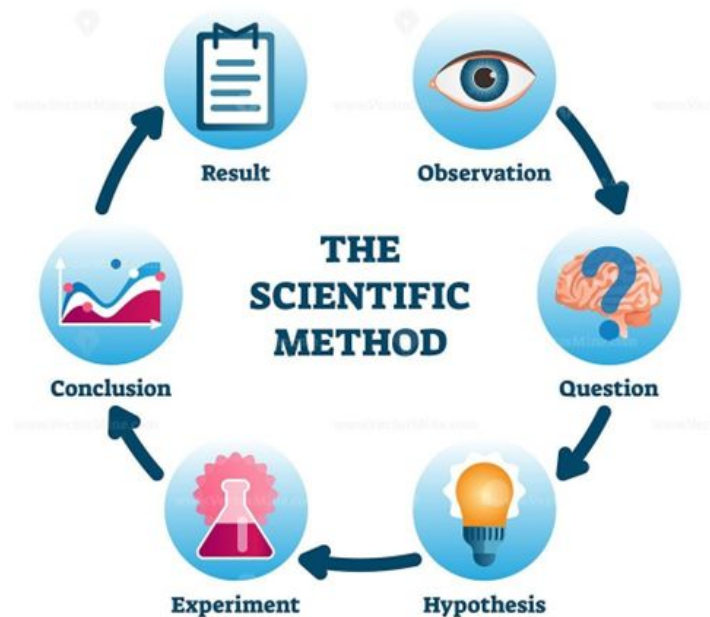 Result
Observation
THE
SCIENTIFIC
METHOD
Conclusion
Question
Experiment
Hypothesis